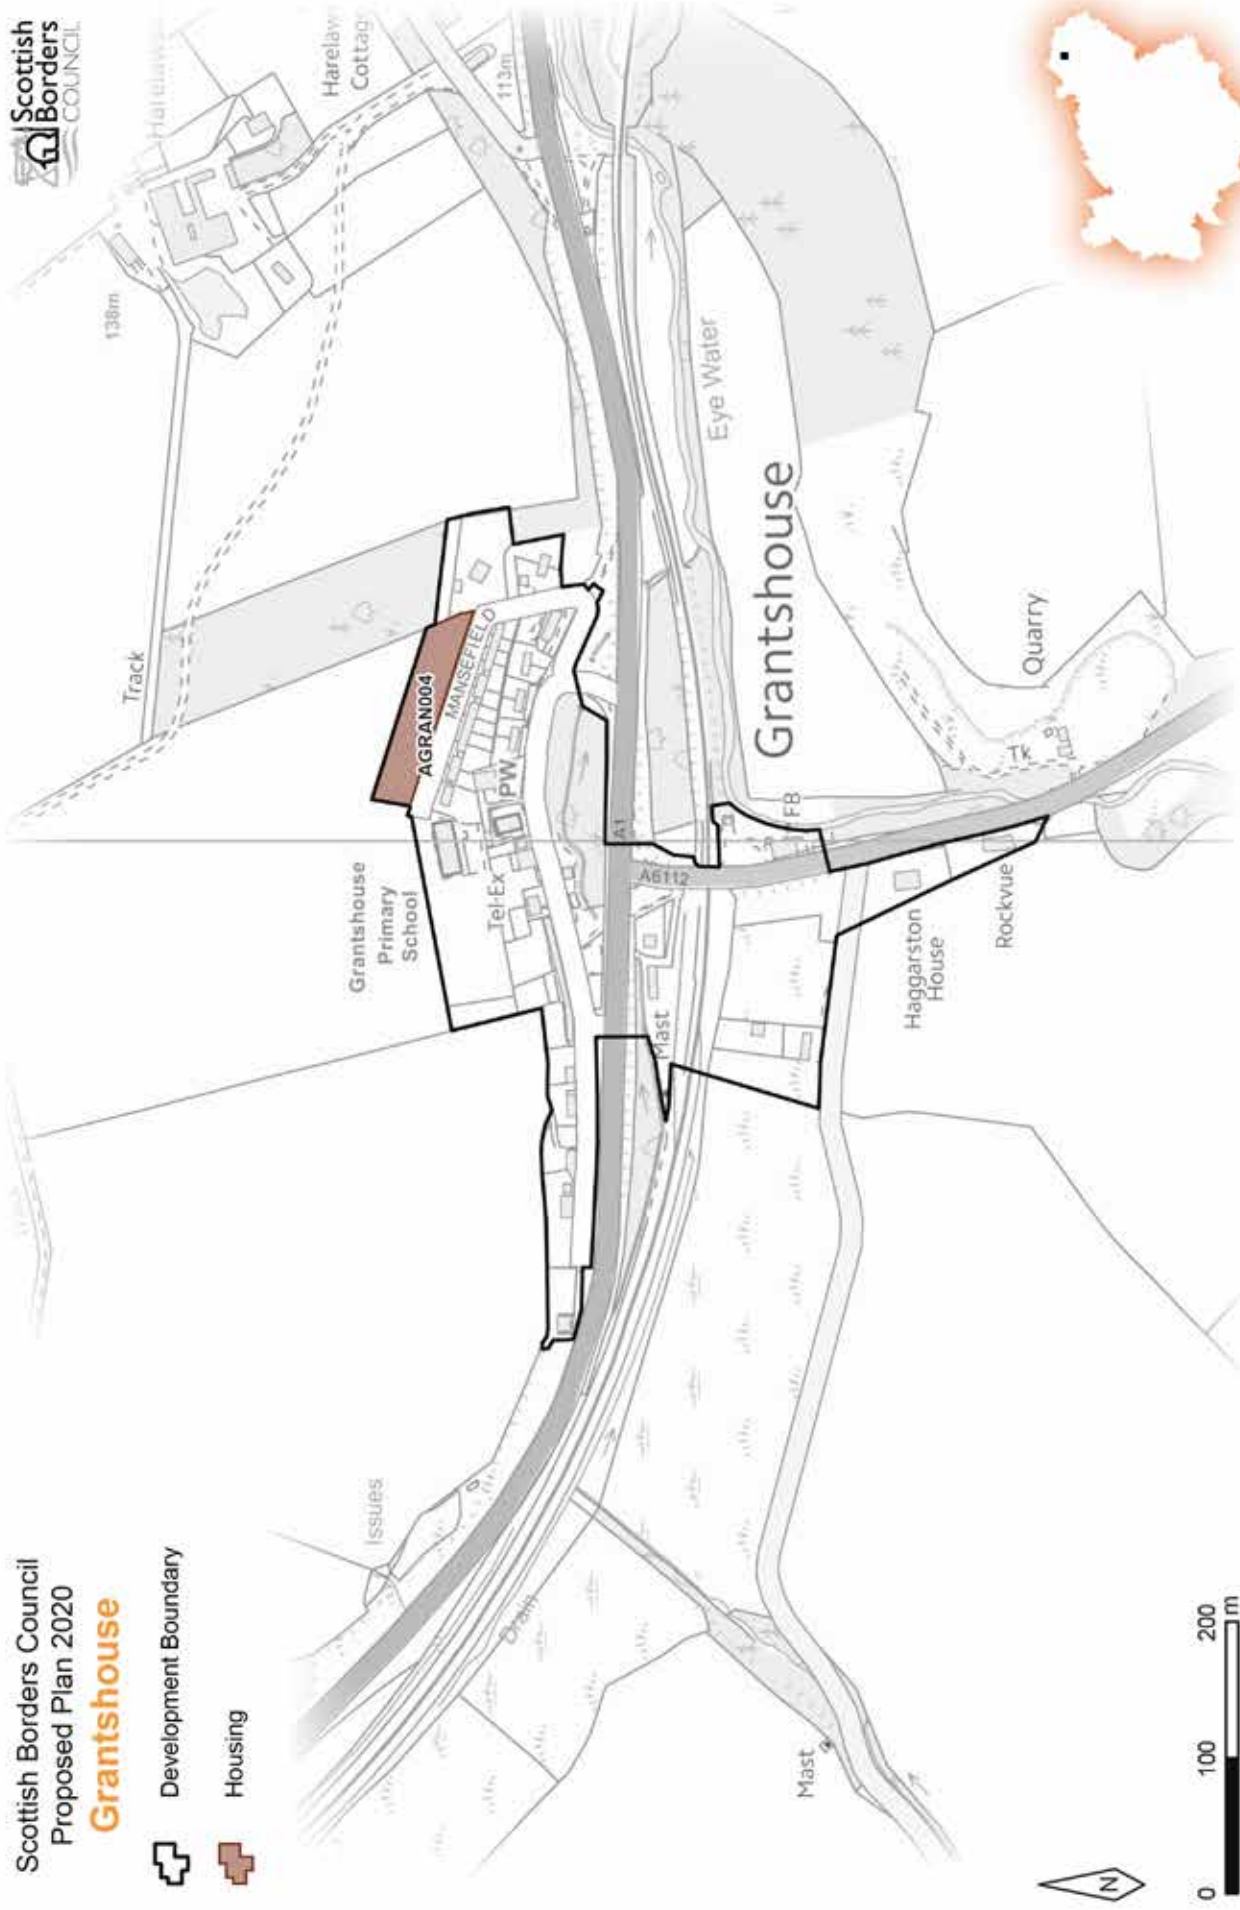 Scottish Borders Council
Proposed Plan 2020
Grantshouse
Development Boundary
Housing
Scottish
Borders
COUNCIL
Harelaw
Harelaw
Cottag
138m
113m
Track
Issues
Grantshouse
Primary
School
AGRAN004
MANSEFIELD
PW
Tel Ex
A1
A6112
Mast
Eye Water
Grantshouse
FB
Drain
Haggarston
House
Rockvue
Tk
Quarry
Mast
N
0 100 200
m